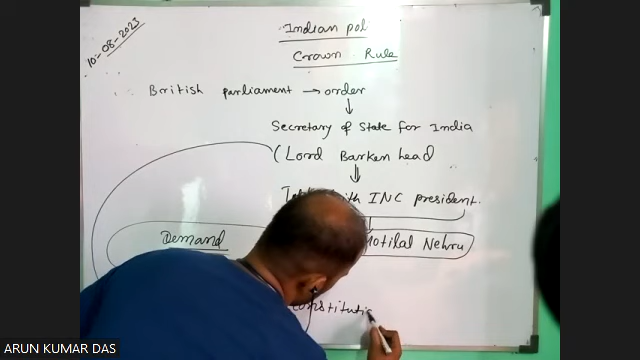 10-08-2023
Indian pol
Crown Rule
British parliament → order
↓
Secretary of State for India
(Lord Barken head
⇓
with INC president.
Demand Motilal Nehru
constitutio
ARUN KUMAR DAS